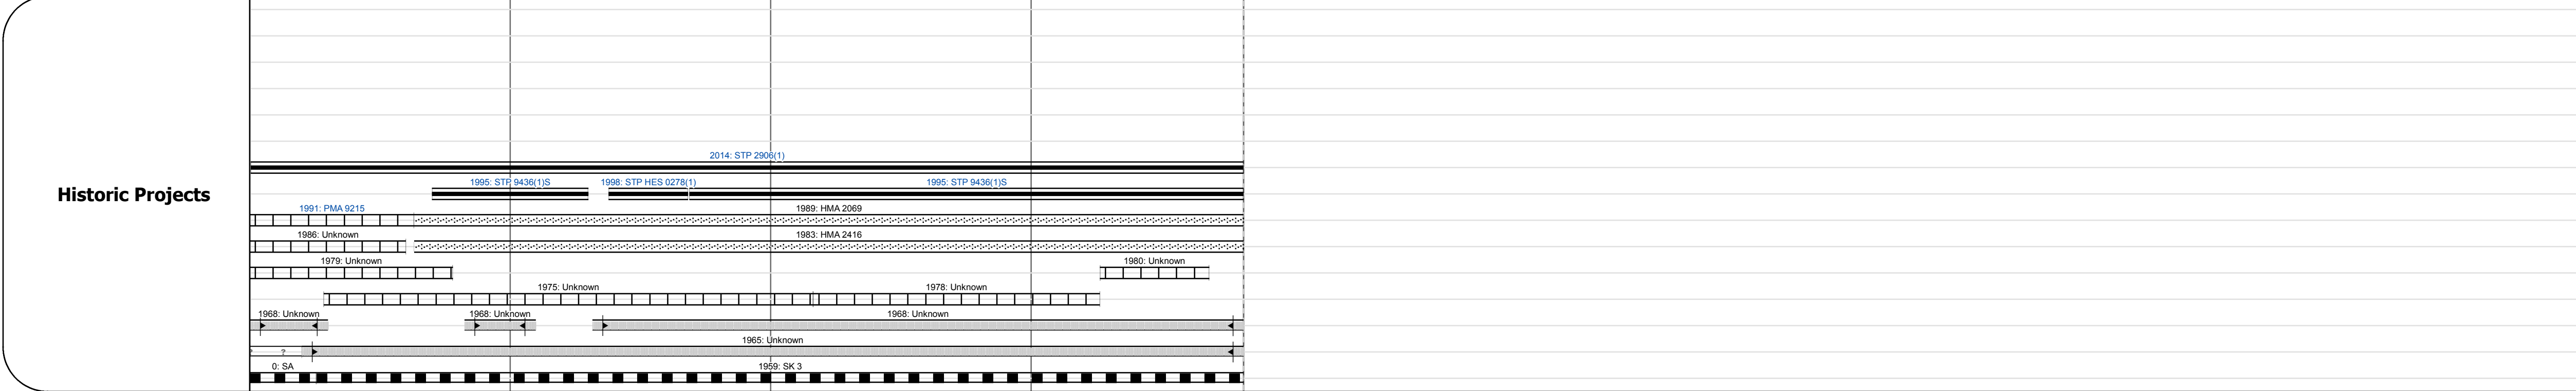 2014: STP 2906(1)
1995: STP 9436(1)S 1998: STP HES 0278(1) 1995: STP 9436(1)S
Historic Projects
1991: PMA 9215 1989: HMA 2069
1986: Unknown 1983: HMA 2416
1979: Unknown 1980: Unknown
1975: Unknown 1978: Unknown
1968: Unknown 1968: Unknown 1968: Unknown
1965: Unknown
?
0: SA 1959: SK 3